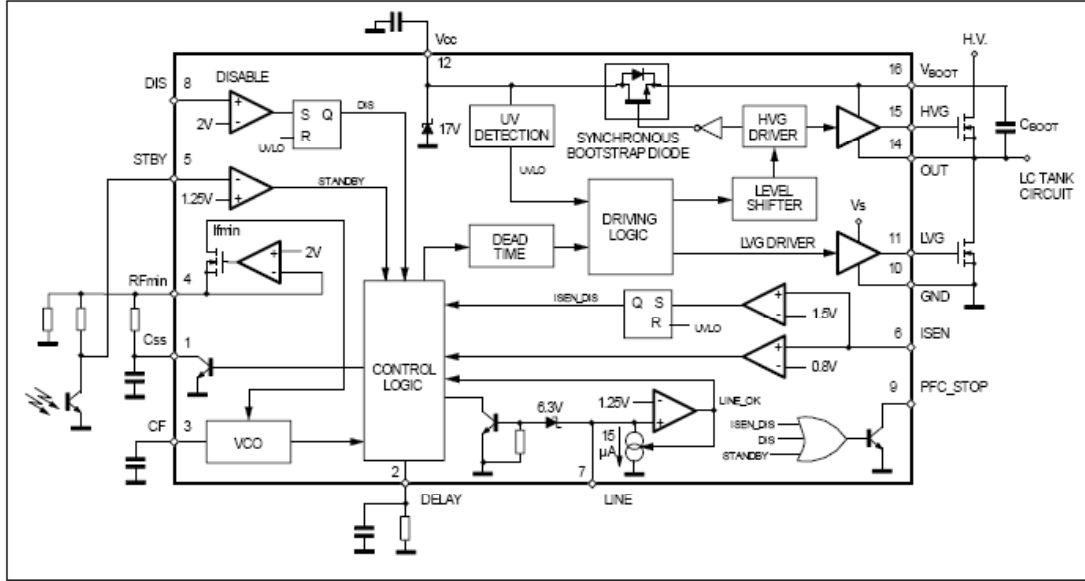 Vcc
12
H.V.
DIS
8
DISABLE
16
VBOOT
2V
S Q
R
DIS
UVLO
17V
UV
DETECTION
SYNCHRONOUS
BOOTSTRAP DIODE
HVG
DRIVER
15
HVG
CBOOT
14
OUT
STBY
5
1.25V
STANDBY
UVLO
LEVEL
SHIFTER
LC TANK
CIRCUIT
DRIVING
LOGIC
Vs
Ifmin
2V
DEAD
TIME
LVG DRIVER
11
LVG
RFmin
4
10
GND
ISEN_DIS
Q S
R
UVLO
1.5V
6
ISEN
Css
1
CONTROL
LOGIC
0.8V
9
PFC_STOP
6.3V
1.25V
LINE_OK
CF
3
VCO
15
μA
ISEN_DIS
DIS
STANDBY
2
7
DELAY
LINE